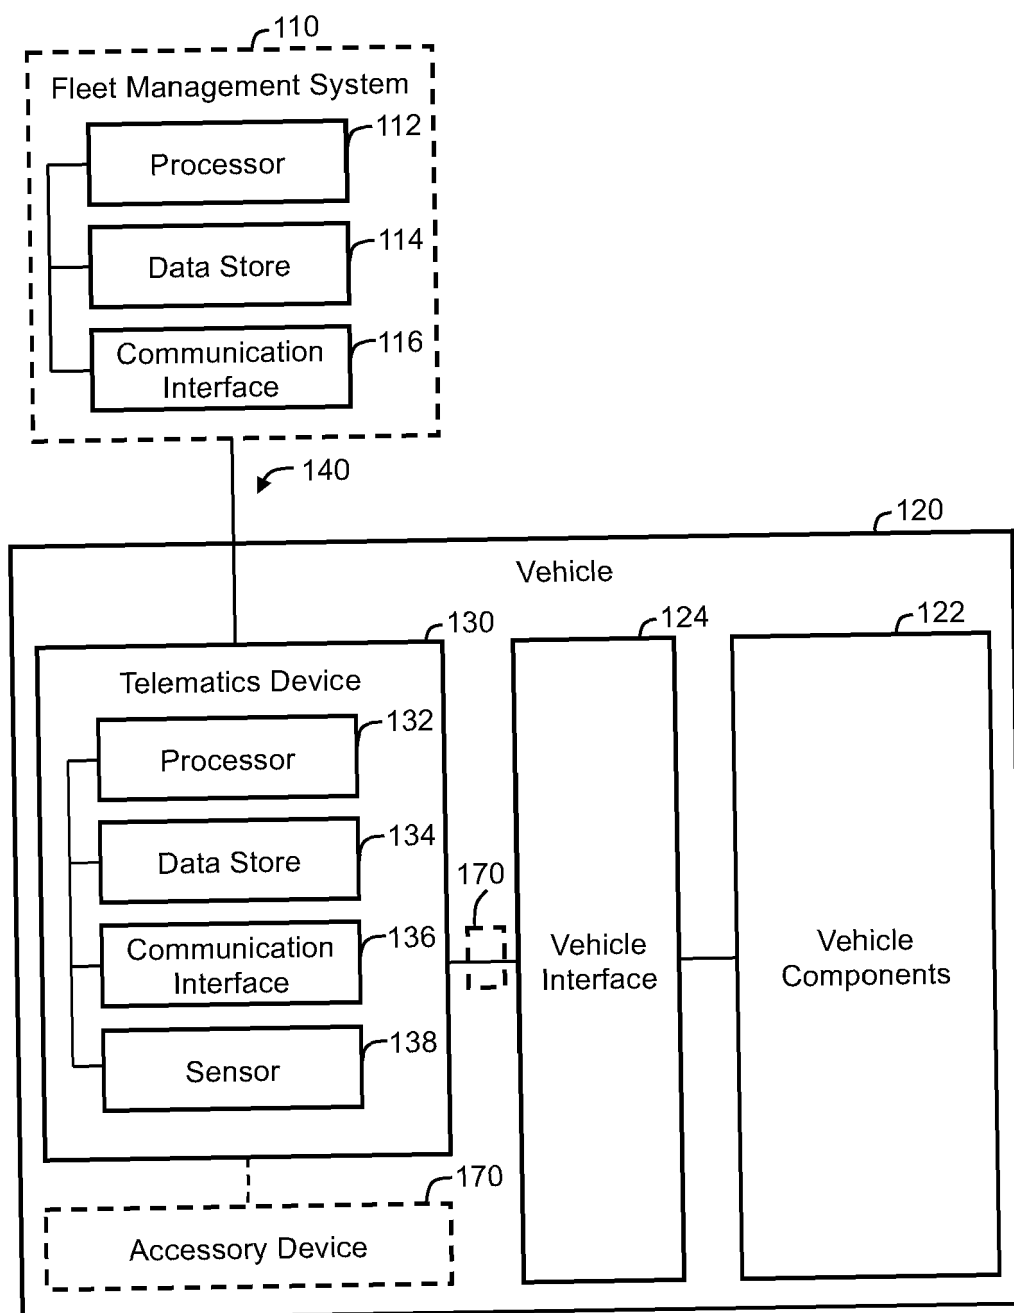 110
Fleet Management System
112
Processor
114
Data Store
116
Communication
Interface
140
120
Vehicle
130
124
122
Telematics Device
132
Processor
134
Data Store
170
136
Communication
Interface
Vehicle
Interface
Vehicle
Components
138
Sensor
170
Accessory Device